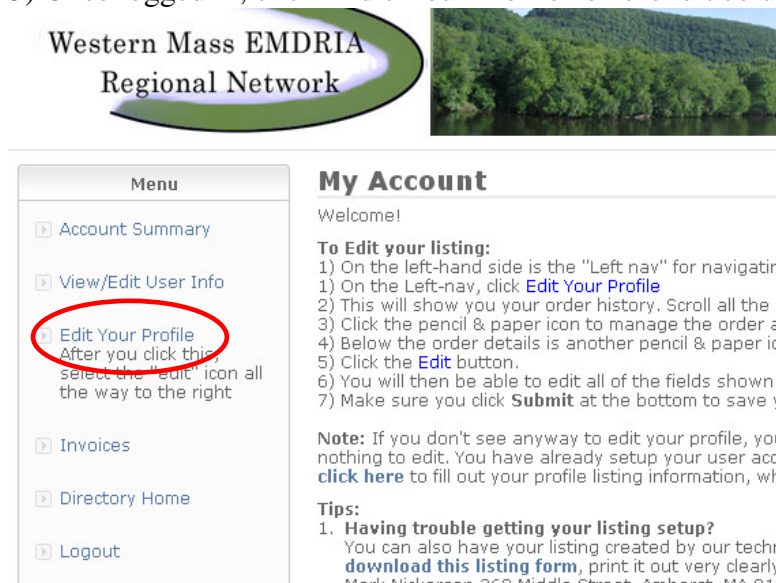 Western Mass EMDRIA
Regional Network
Menu
Account Summary
View/Edit User Info
Edit Your Profile
After you click this,
select the "edit" icon all
the way to the right
Invoices
Directory Home
Logout
My Account
Welcome!
To Edit your listing:
1) On the left-hand side is the "Left nav" for
1) On the Left-nav, click Edit Your Profile
2) This will show you your order history. Scroll all the
3) Click the pencil & paper icon to manage the order
4) Below the order details is another pencil & paper
5) Click the Edit button.
6) You will then be able to edit all of the fields shown
7) Make sure you click Submit at the bottom to save
Note: If you don't see anyway to edit your profile,
nothing to edit. You have already setup your user
click here to fill out your profile listing information,
Tips:
1. Having trouble getting your listing setup?
You can also have your listing created by our
download this listing form, print it out very clearly